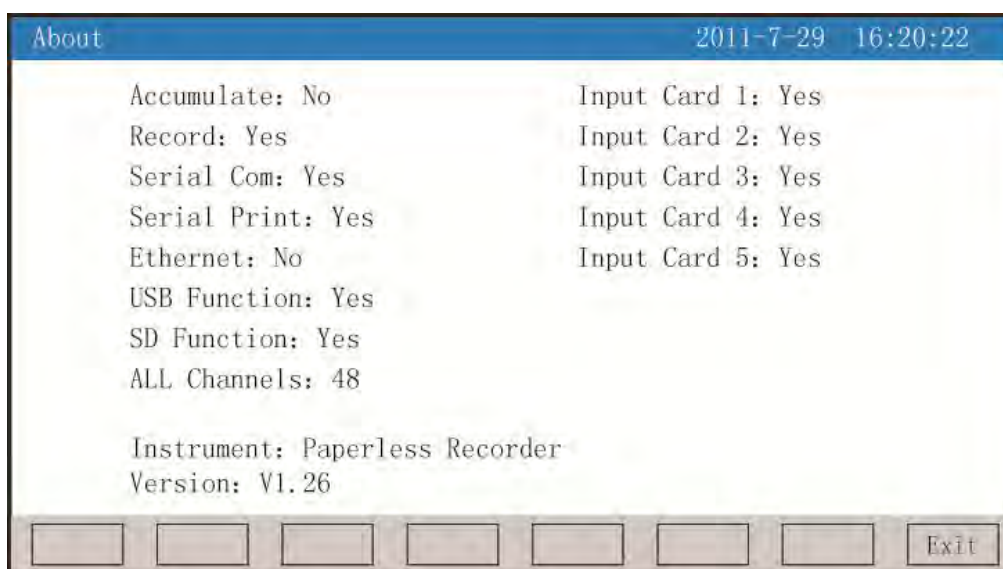 About 2011-7-29 16:20:22
Accumulate: No Input Card 1: Yes
Record: Yes Input Card 2: Yes
Serial Com: Yes Input Card 3: Yes
Serial Print: Yes Input Card 4: Yes
Ethernet: No Input Card 5: Yes
USB Function: Yes
SD Function: Yes
ALL Channels: 48
Instrument: Paperless Recorder
Version: V1.26
Exit